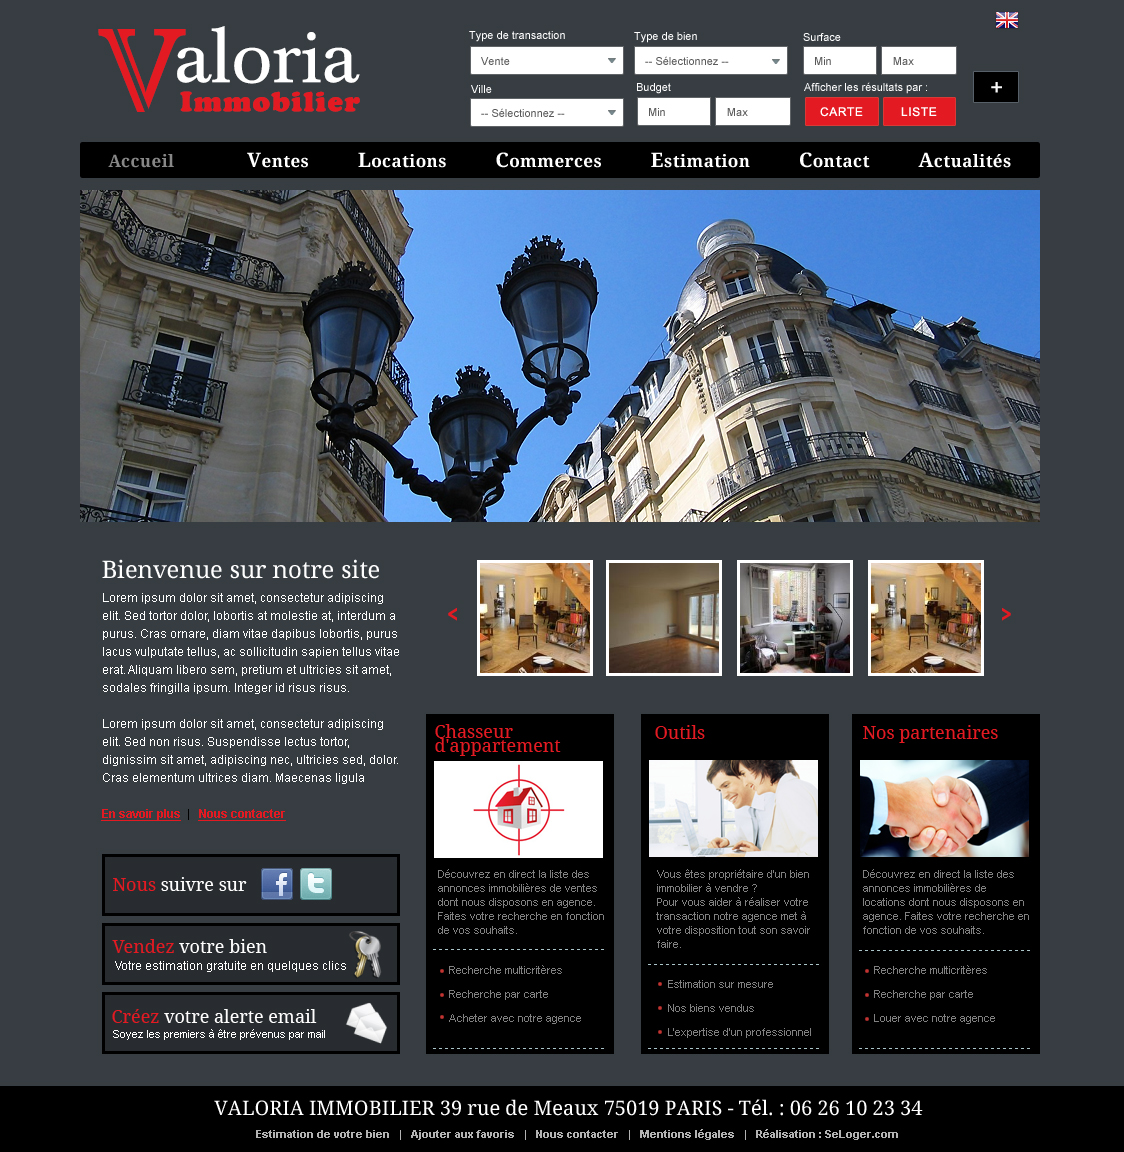 Valoria
Immobilier
Type de transaction
Type de bien
Surface
Vente
-- Sélectionnez --
Min
Max
Ville
Budget
Afficher les résultats par :
-- Sélectionnez --
Min
Max
CARTE
LISTE
+
Accueil
Ventes
Locations
Commerces
Estimation
Contact
Actualités
Bienvenue sur notre site
Lorem ipsum dolor sit amet, consectetur adipiscing
elit. Sed tortor dolor, lobortis at molestie at, interdum a
purus. Cras ornare, diam vitae dapibus lobortis, purus
lacus vulputate tellus, ac sollicitudin sapien tellus vitae
erat. Aliquam libero sem, pretium et ultricies sit amet,
sodales fringilla ipsum. Integer id risus risus.
Lorem ipsum dolor sit amet, consectetur adipiscing
elit. Sed non risus. Suspendisse lectus tortor,
dignissim sit amet, adipiscing nec, ultricies sed, dolor.
Cras elementum ultrices diam. Maecenas ligula
En savoir plus | Nous contacter
Nous suivre sur
Vendez votre bien
Votre estimation gratuite en quelques clics
Créez votre alerte email
Soyez les premiers à être prévenus par mail
< >
Chasseur
d'appartement
Découvrez en direct la liste des
annonces immobilières de ventes
dont nous disposons en agence.
Faites votre recherche en fonction
de vos souhaits.
Recherche multicritères
Recherche par carte
Acheter avec notre agence
Outils
Vous êtes propriétaire d'un bien
immobilier à vendre ?
Pour vous aider à réaliser votre
transaction notre agence met à
votre disposition tout son savoir
faire.
Estimation sur mesure
Nos biens vendus
L'expertise d'un professionnel
Nos partenaires
Découvrez en direct la liste des
annonces immobilières de
locations dont nous disposons en
agence. Faites votre recherche en
fonction de vos souhaits.
Recherche multicritères
Recherche par carte
Louer avec notre agence
VALORIA IMMOBILIER 39 rue de Meaux 75019 PARIS - Tél. : 06 26 10 23 34
Estimation de votre bien | Ajouter aux favoris | Nous contacter | Mentions légales | Réalisation : SeLoger.com